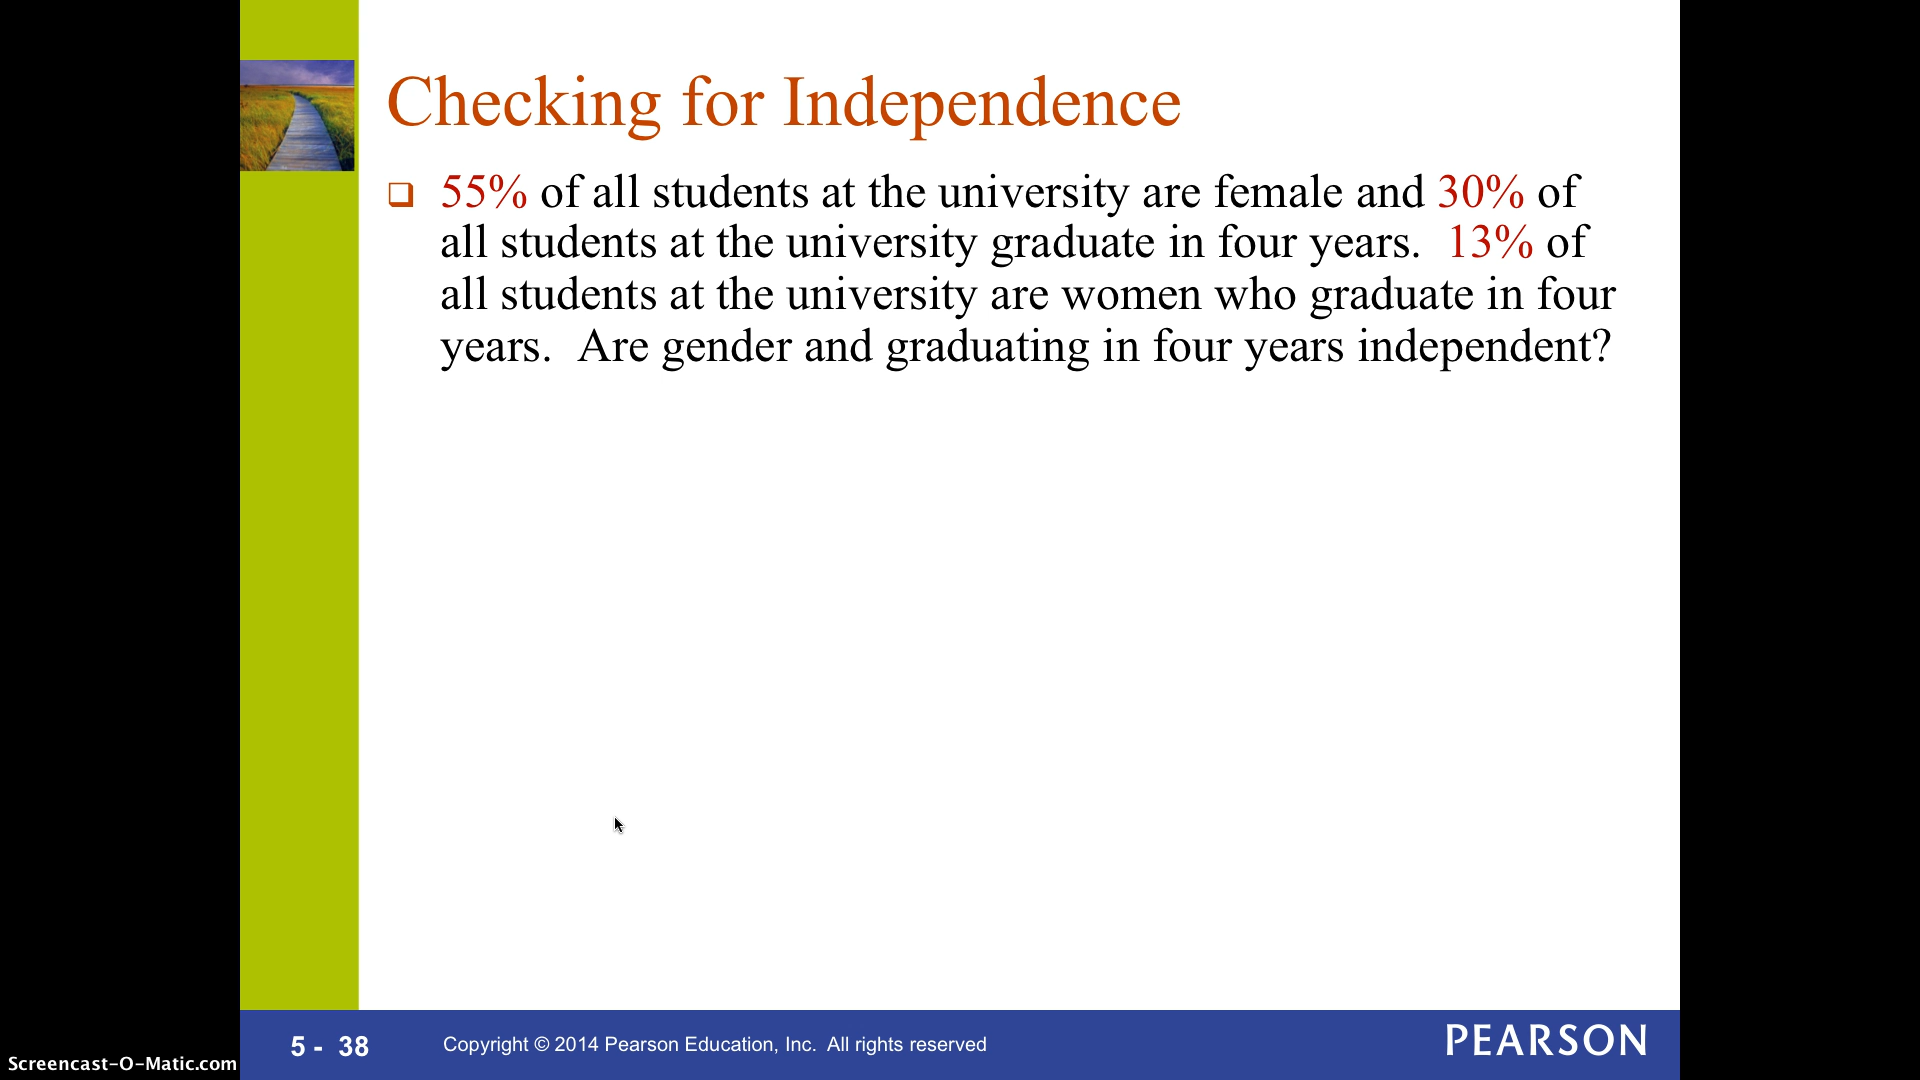 Checking for Independence
55% of all students at the university are female and 30% of
all students at the university graduate in four years.  13% of
all students at the university are women who graduate in four
years.  Are gender and graduating in four years independent?
5 - 38
Copyright © 2014 Pearson Education, Inc.  All rights reserved
PEARSON
Screencast-O-Matic.com